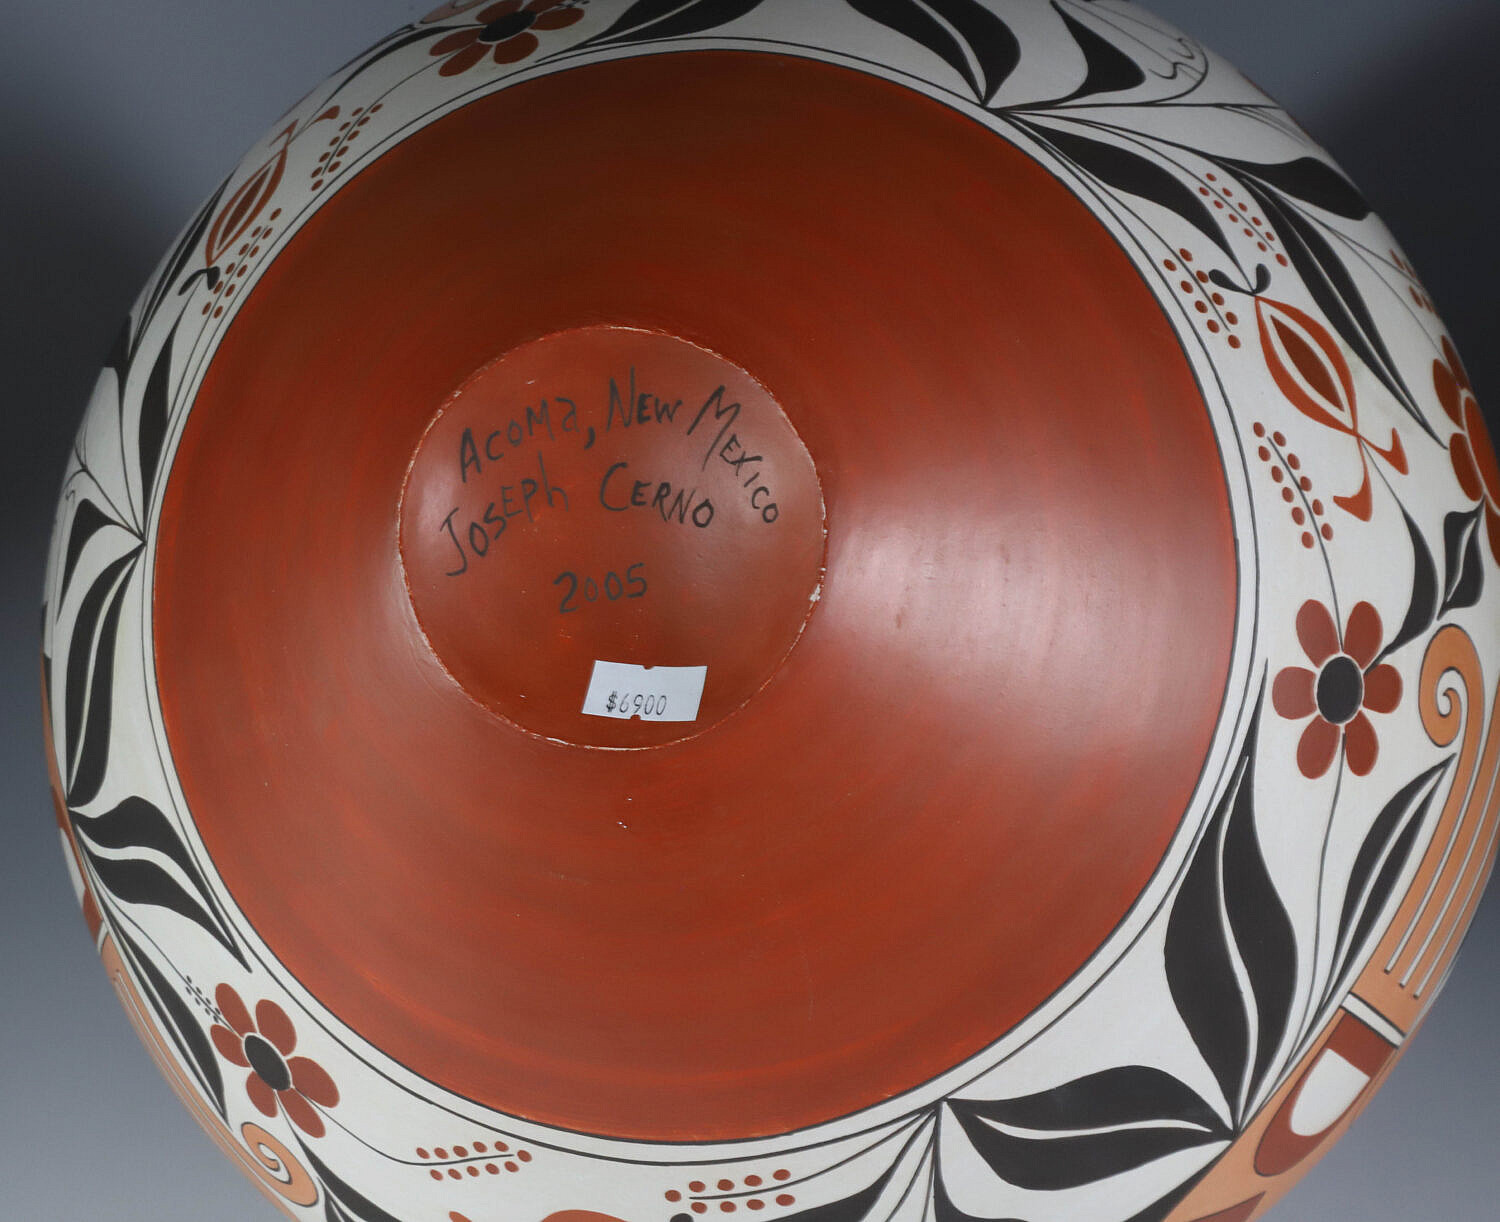 Acoma, New Mexico
Joseph Cerno
2005
$6900